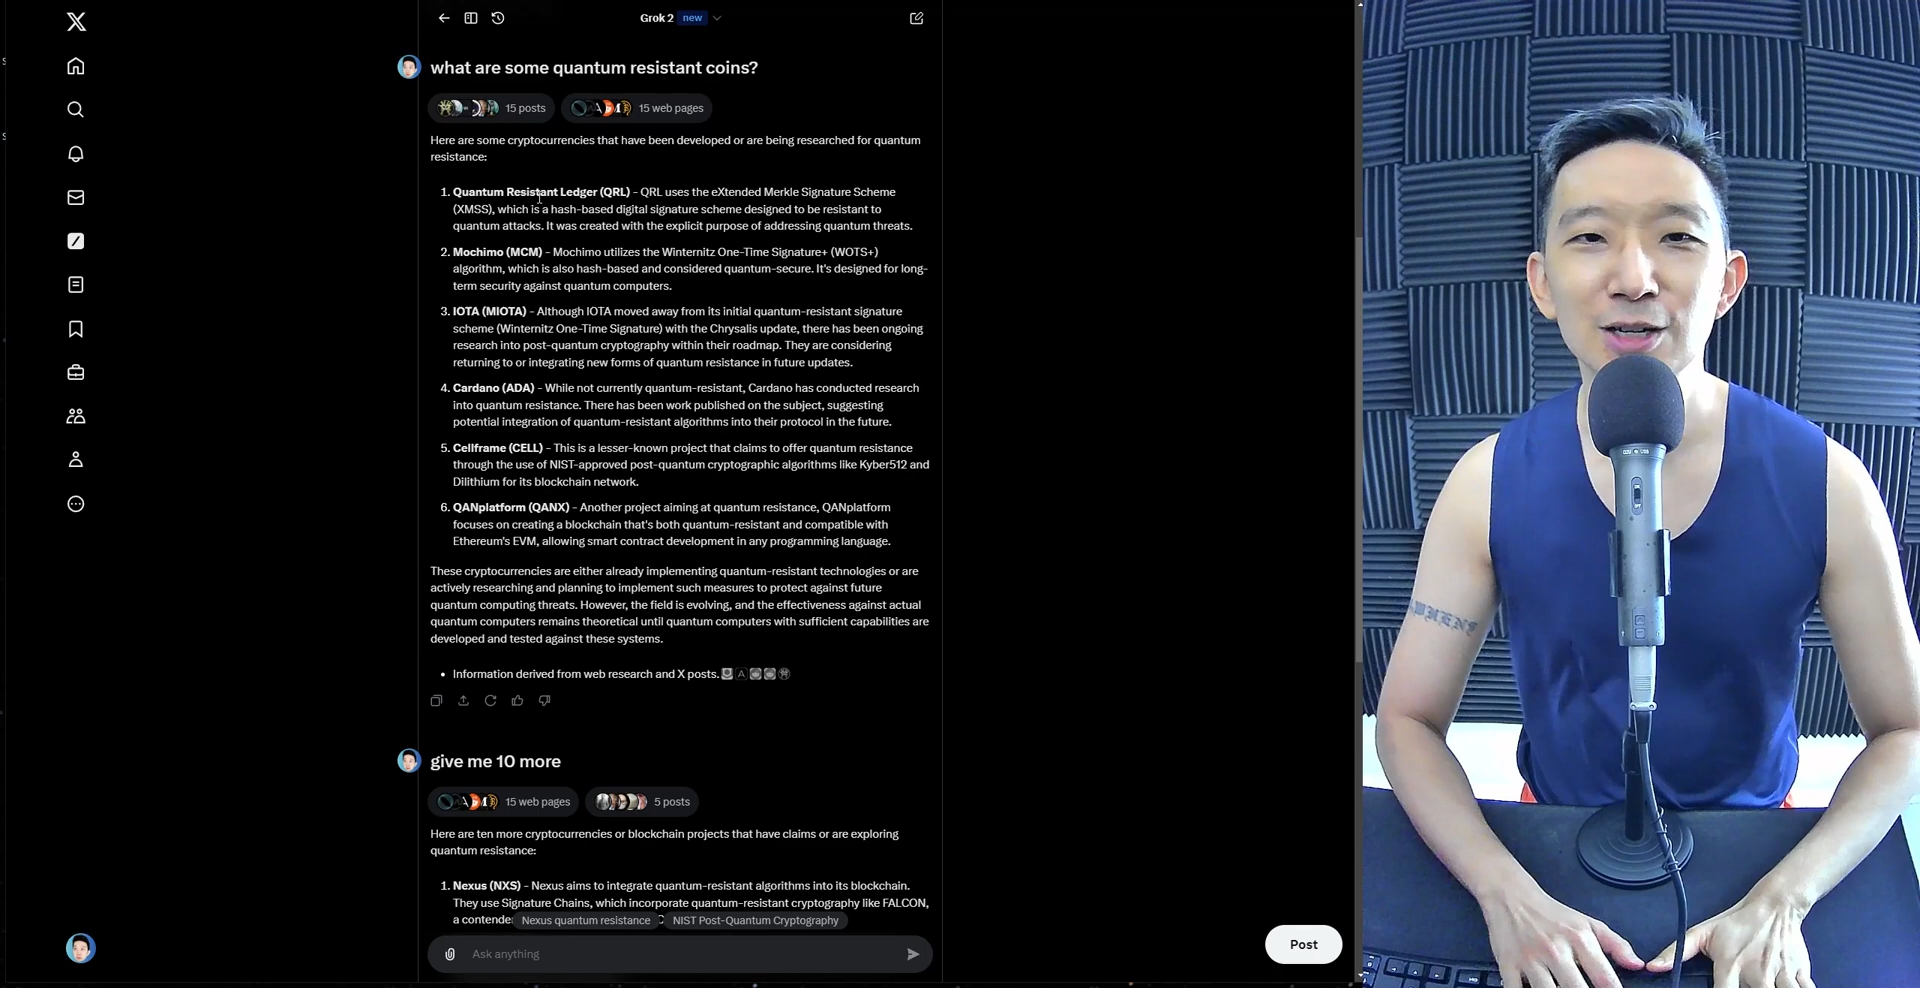 Grok 2 new
what are some quantum resistant coins?
15 posts
15 web pages
Here are some cryptocurrencies that have been developed or are being researched for quantum
resistance:
1. Quantum Resistant Ledger (QRL) - QRL uses the eXtended Merkle Signature Scheme
(XMSS), which is a hash-based digital signature scheme designed to be resistant to
quantum attacks. It was created with the explicit purpose of addressing quantum threats.
2. Mochimo (MCM) - Mochimo utilizes the Winternitz One-Time Signature+ (WOTS+)
algorithm, which is also hash-based and considered quantum-secure. It's designed for long-
term security against quantum computers.
3. IOTA (MIOTA) - Although IOTA moved away from its initial quantum-resistant signature
scheme (Winternitz One-Time Signature) with the Chrysalis update, there has been ongoing
research into post-quantum cryptography within their roadmap. They are considering
returning to or integrating new forms of quantum resistance in future updates.
4. Cardano (ADA) - While not currently quantum-resistant, Cardano has conducted research
into quantum resistance. There has been work published on the subject, suggesting
potential integration of quantum-resistant algorithms into their protocol in the future.
5. Cellframe (CELL) - This is a lesser-known project that claims to offer quantum resistance
through the use of NIST-approved post-quantum cryptographic algorithms like Kyber512 and
Dilithium for its blockchain network.
6. QANplatform (QANX) - Another project aiming at quantum resistance, QANplatform
focuses on creating a blockchain that's both quantum-resistant and compatible with
Ethereum's EVM, allowing smart contract development in any programming language.
These cryptocurrencies are either already implementing quantum-resistant technologies or are
actively researching and planning to implement such measures to protect against future
quantum computing threats. However, the field is evolving, and the effectiveness against actual
quantum computers remains theoretical until quantum computers with sufficient capabilities are
developed and tested against these systems.
• Information derived from web research and X posts.
give me 10 more
15 web pages
5 posts
Here are ten more cryptocurrencies or blockchain projects that have claims or are exploring
quantum resistance:
1. Nexus (NXS) - Nexus aims to integrate quantum-resistant algorithms into its blockchain.
They use Signature Chains, which incorporate quantum-resistant cryptography like FALCON,
a contende
Nexus quantum resistance
NIST Post-Quantum Cryptography
Ask anything
Post